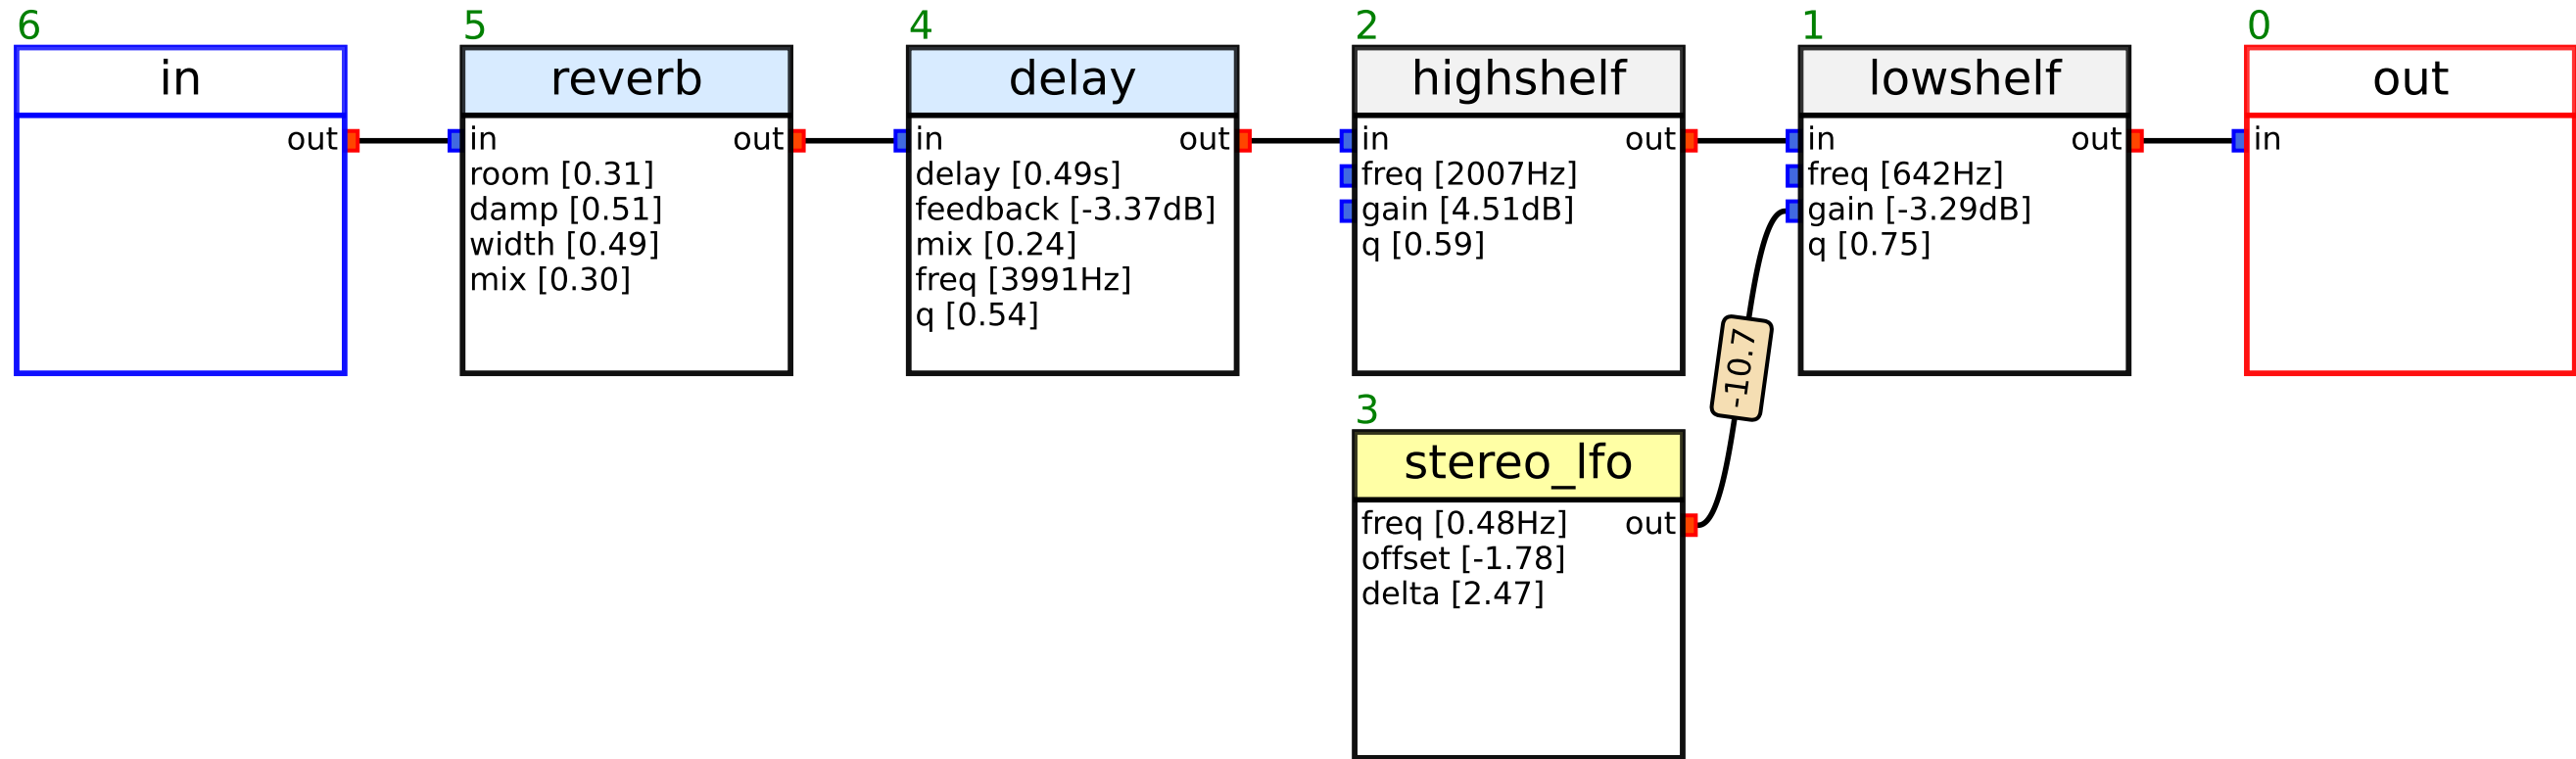 6
in
out
5
reverb
in out
room [0.31]
damp [0.51]
width [0.49]
mix [0.30]
4
delay
in out
delay [0.49s]
feedback [-3.37dB]
mix [0.24]
freq [3991Hz]
q [0.54]
2
highshelf
in out
freq [2007Hz]
gain [4.51dB]
q [0.59]
1
lowshelf
in out
freq [642Hz]
gain [-3.29dB]
q [0.75]
0
out
in
-10.7
3
stereo_lfo
freq [0.48Hz] out
offset [-1.78]
delta [2.47]